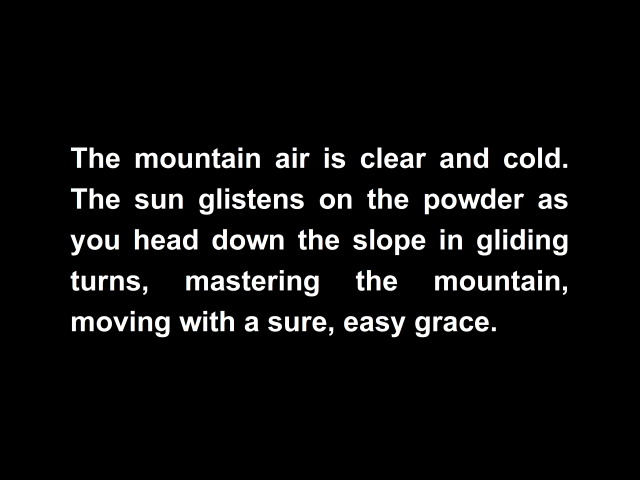 The mountain air is clear and cold.
The sun glistens on the powder as
you head down the slope in gliding
turns, mastering the mountain,
moving with a sure, easy grace.